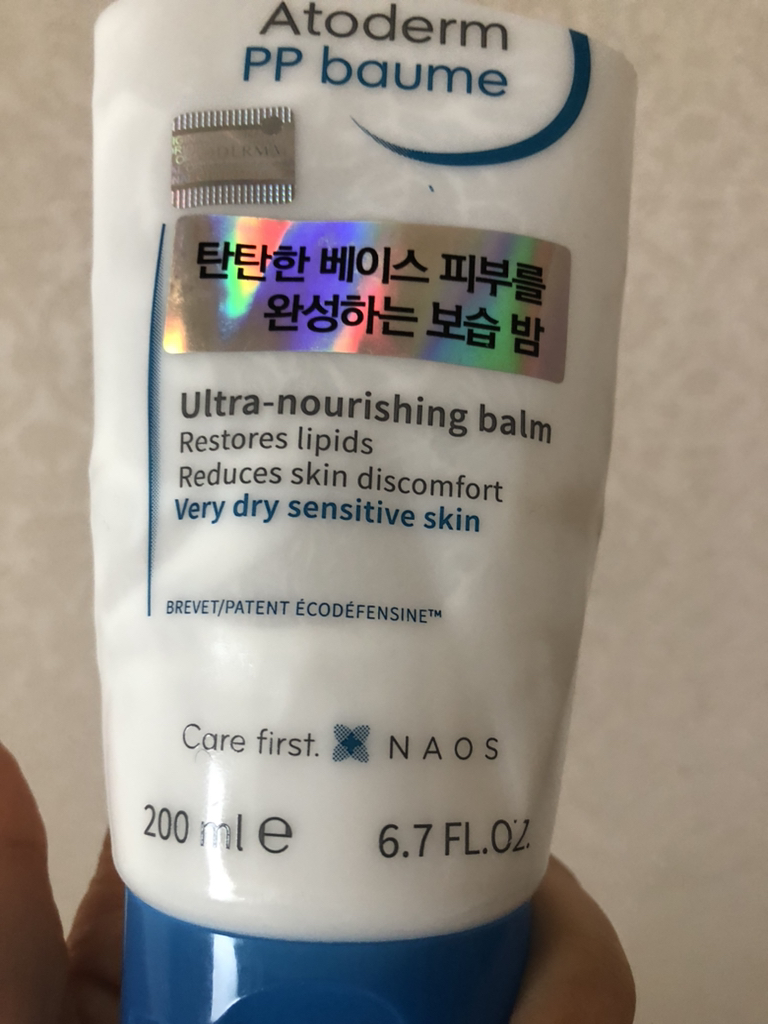 Atoderm
PP baume
탄탄한 베이스 피부를
완성하는 보습 밤
Ultra-nourishing balm
Restores lipids
Reduces skin discomfort
Very dry sensitive skin
BREVET/PATENT ÉCODÉFENSINE™
Care first. NAOS
200 ml e 6.7 FL.OZ.